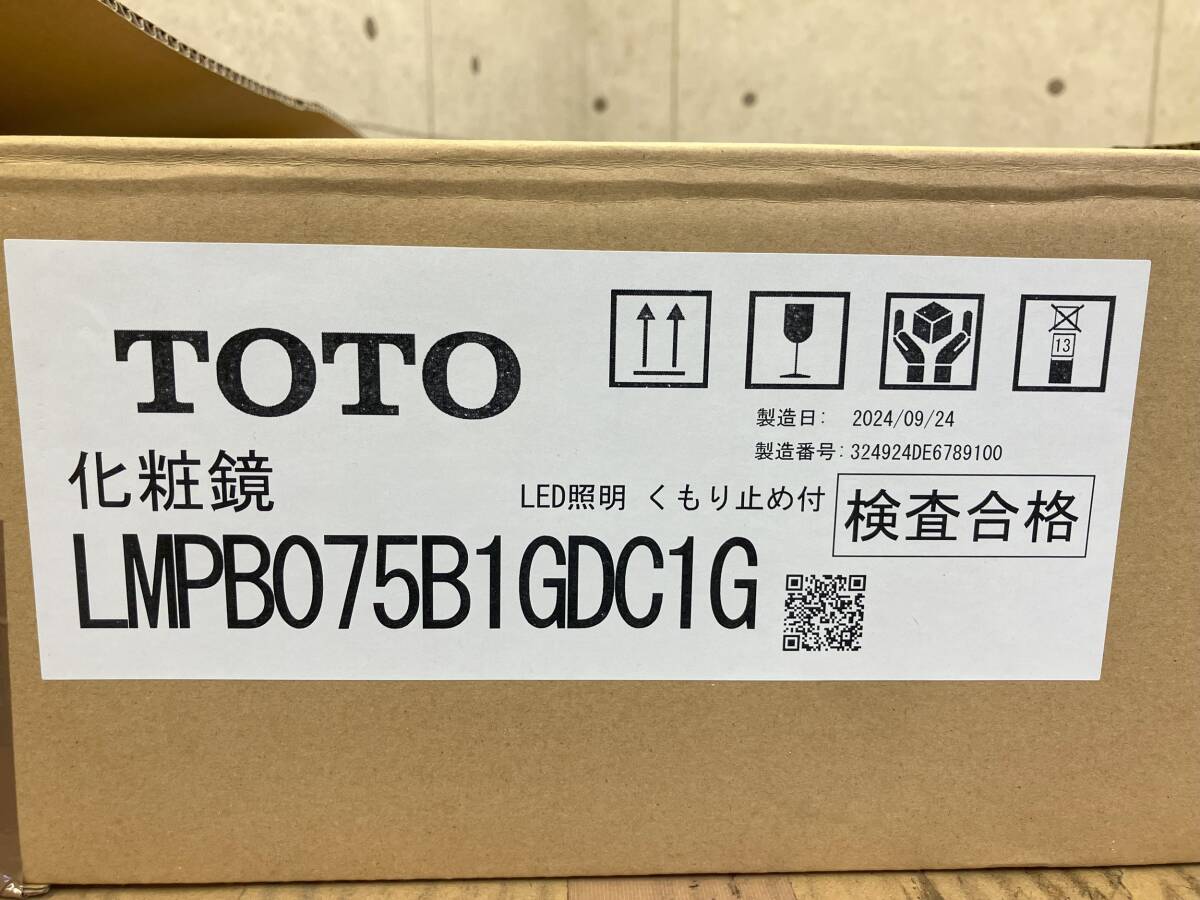 TOTO
13
製造日: 2024/09/24
製造番号:324924DE6789100
化粧鏡
LED照明 くもり止め付
検査合格
LMPB075B1GDC1G